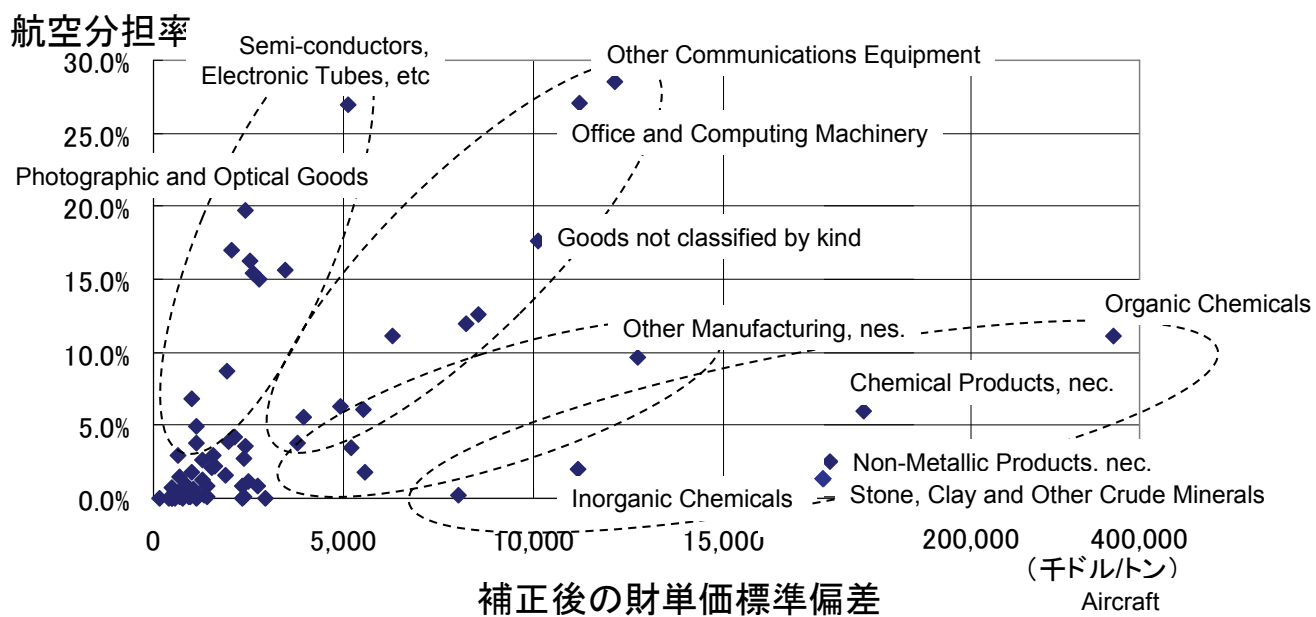 航空分担率
Semi-conductors,
Electronic Tubes, etc
Other Communications Equipment
30.0%
Office and Computing Machinery
25.0%
Photographic and Optical Goods
20.0%
Goods not classified by kind
15.0%
Organic Chemicals
Other Manufacturing, nes.
10.0%
Chemical Products, nec.
5.0%
Non-Metallic Products. nec.
Inorganic Chemicals
Stone, Clay and Other Crude Minerals
0.0%
0 5,000 10,000 15,000 200,000 400,000
(千ドル/トン)
補正後の財単価標準偏差
Aircraft